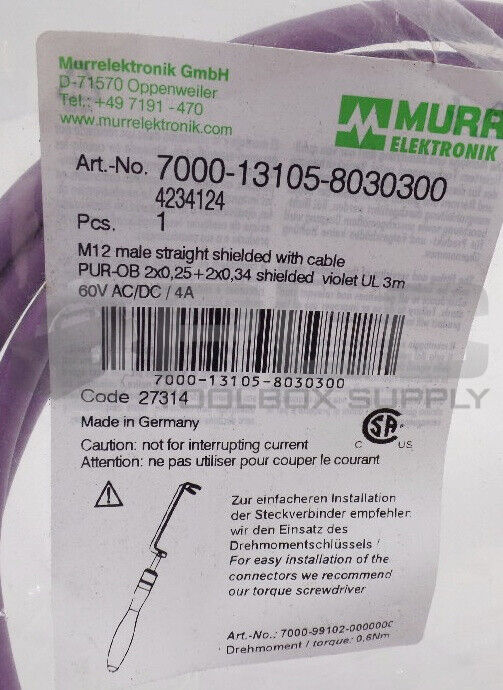 Murrelektronik GmbH
D-71570 Oppenweiler
Tel.: +49 7191 -470
www.murrelektronik.com
MURR
ELEKTRONIK
Art.-No. 7000-13105-8030300
4234124
Pcs. 1
M12 male straight shielded with cable
PUR-OB 2x0,25+2x0,34 shielded violet UL 3m
60V AC/DC / 4A
7000-13105-8030300
TOOLBOX SUPPLY
Code 27314
Made in Germany
C SA US
Caution: not for interrupting current
Attention: ne pas utiliser pour couper le courant
Zur einfacheren Installation
der Steckverbinder empfehlen
wir den Einsatz des
Drehmomentschlüssels /
For easy installation of the
connectors we recommend
our torque screwdriver
Art.-No.: 7000-99102-0000000
Drehmoment / torque: 0,6Nm